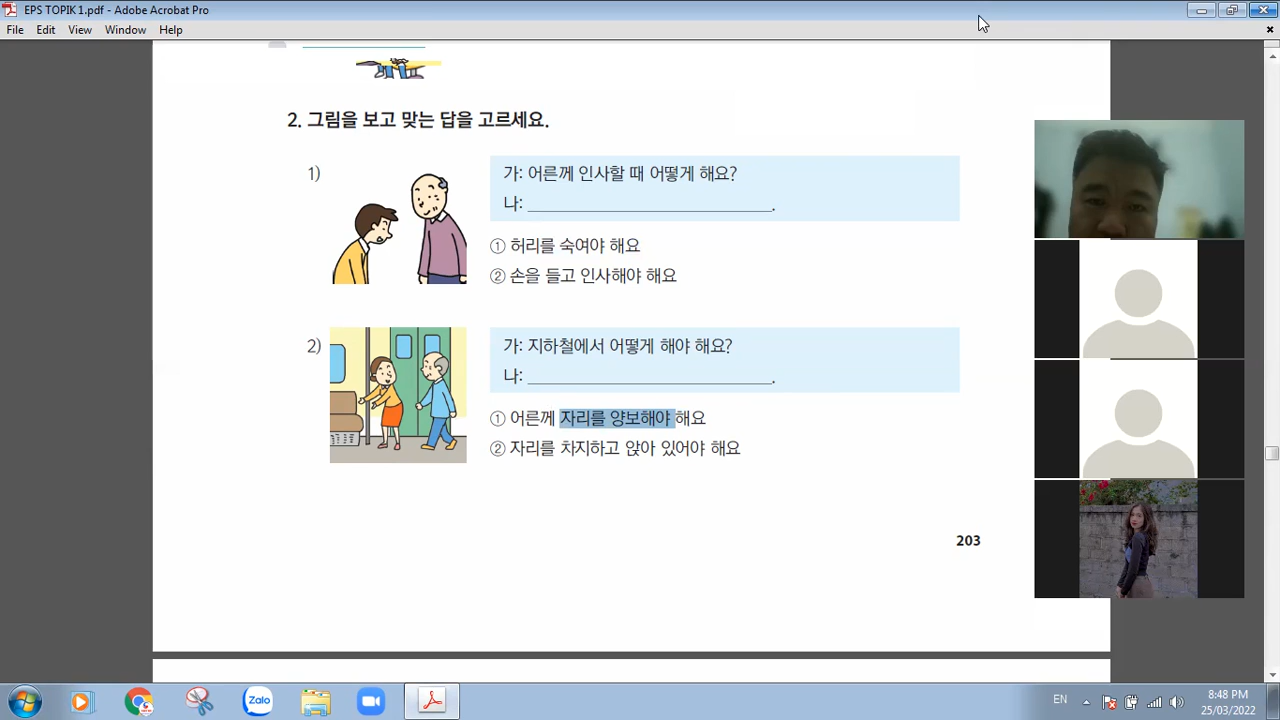 EPS TOPIK 1.pdf - Adobe Acrobat Pro
File Edit View Window Help
2. 그림을 보고 맞는 답을 고르세요.
1)
가: 어른께 인사할 때 어떻게 해요?
나: ______________________________.
① 허리를 숙여야 해요
② 손을 들고 인사해야 해요
2)
가: 지하철에서 어떻게 해야 해요?
나: ______________________________.
① 어른께 자리를 양보해야 해요
② 자리를 차지하고 앉아 있어야 해요
203
Zalo
EN
8:48 PM
25/03/2022